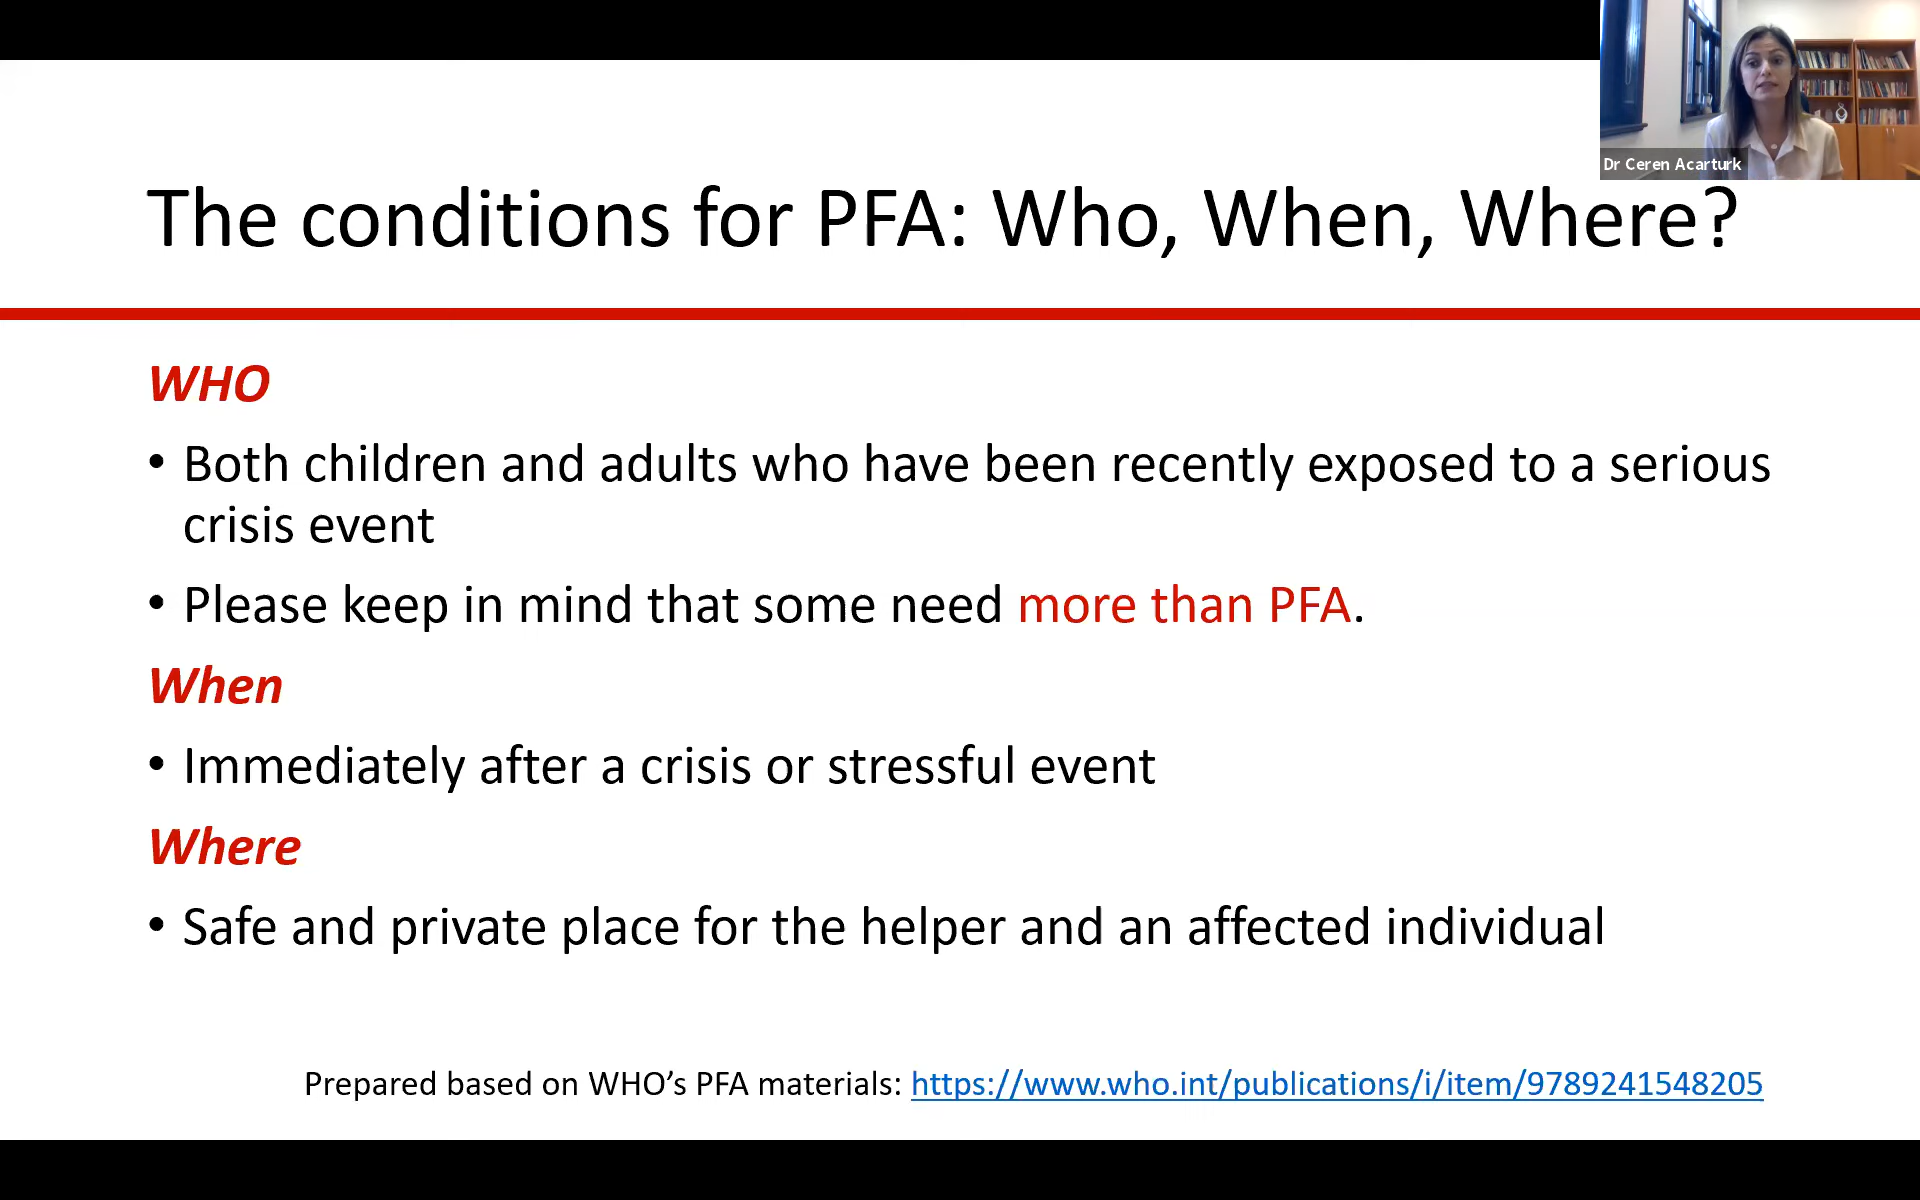 Dr Ceren Acarturk
The conditions for PFA: Who, When, Where?
WHO
• Both children and adults who have been recently exposed to a serious
crisis event
• Please keep in mind that some need more than PFA.
When
• Immediately after a crisis or stressful event
Where
• Safe and private place for the helper and an affected individual
Prepared based on WHO’s PFA materials: https://www.who.int/publications/i/item/9789241548205